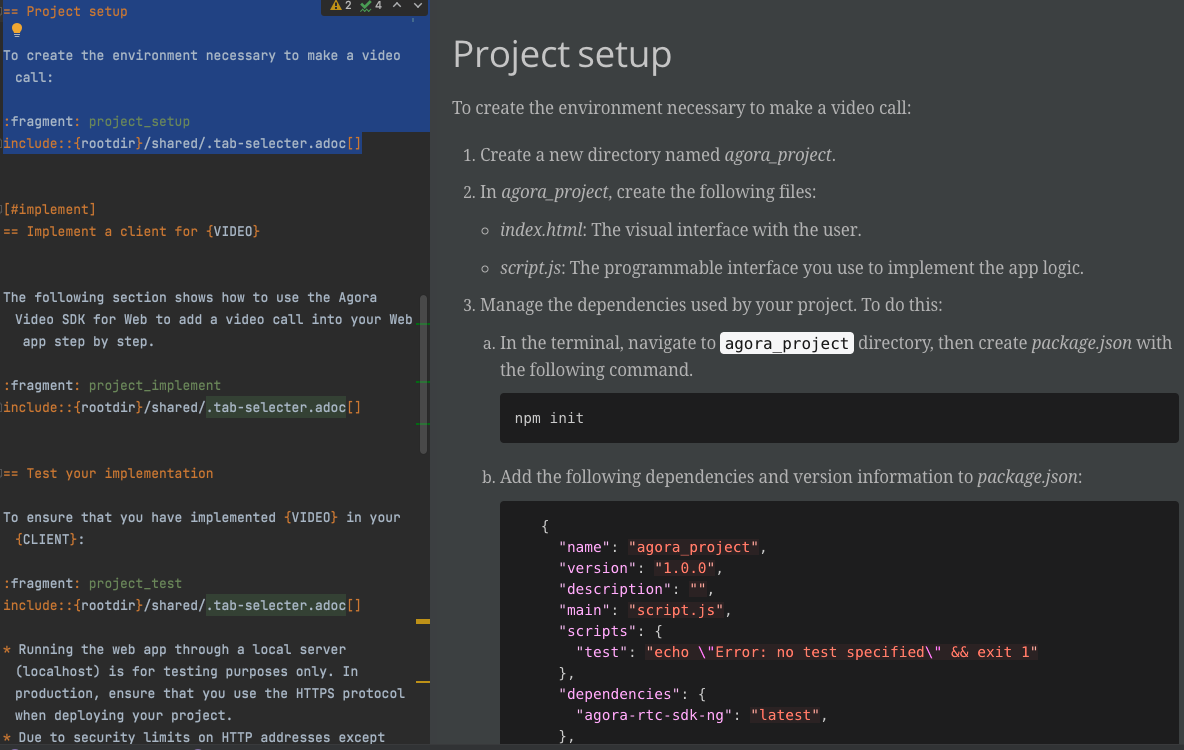 == Project setup
2 4
To create the environment necessary to make a video
call:
:fragment: project_setup
include::{rootdir}/shared/.tab-selecter.adoc[]
[#implement]
== Implement a client for {VIDEO}
The following section shows how to use the Agora
Video SDK for Web to add a video call into your Web
app step by step.
:fragment: project_implement
include::{rootdir}/shared/.tab-selecter.adoc[]
== Test your implementation
To ensure that you have implemented {VIDEO} in your
{CLIENT}:
:fragment: project_test
include::{rootdir}/shared/.tab-selecter.adoc[]
* Running the web app through a local server
(localhost) is for testing purposes only. In
production, ensure that you use the HTTPS protocol
when deploying your project.
* Due to security limits on HTTP addresses except
Project setup
To create the environment necessary to make a video call:
1. Create a new directory named agora_project.
2. In agora_project, create the following files:
◦ index.html: The visual interface with the user.
◦ script.js: The programmable interface you use to implement the app logic.
3. Manage the dependencies used by your project. To do this:
a. In the terminal, navigate to agora_project directory, then create package.json with
the following command.
npm init
b. Add the following dependencies and version information to package.json:
{
"name": "agora_project",
"version": "1.0.0",
"description": "",
"main": "script.js",
"scripts": {
"test": "echo \"Error: no test specified\" && exit 1"
},
"dependencies": {
"agora-rtc-sdk-ng": "latest",
},